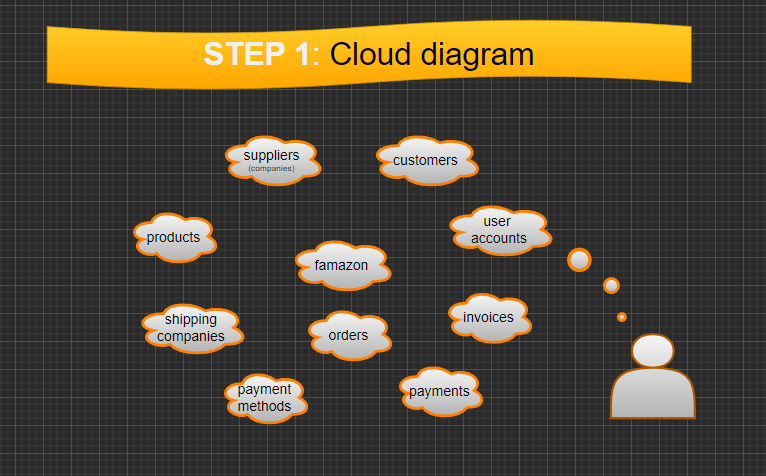 STEP 1: Cloud diagram
suppliers
(companies)
customers
products
user
accounts
famazon
shipping
companies
orders
invoices
payment
methods
payments